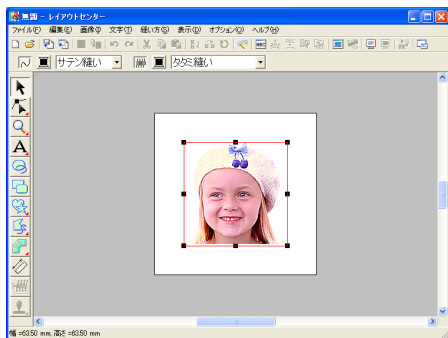 無題 - レイアウトセンター
ファイル(F) 編集(E) 画像(I) 文字(T) 縫い方(S) 表示(D) オプション(O) ヘルプ(H)
サテン縫い タタミ縫い
A
幅 =63.50 mm, 高さ =63.50 mm